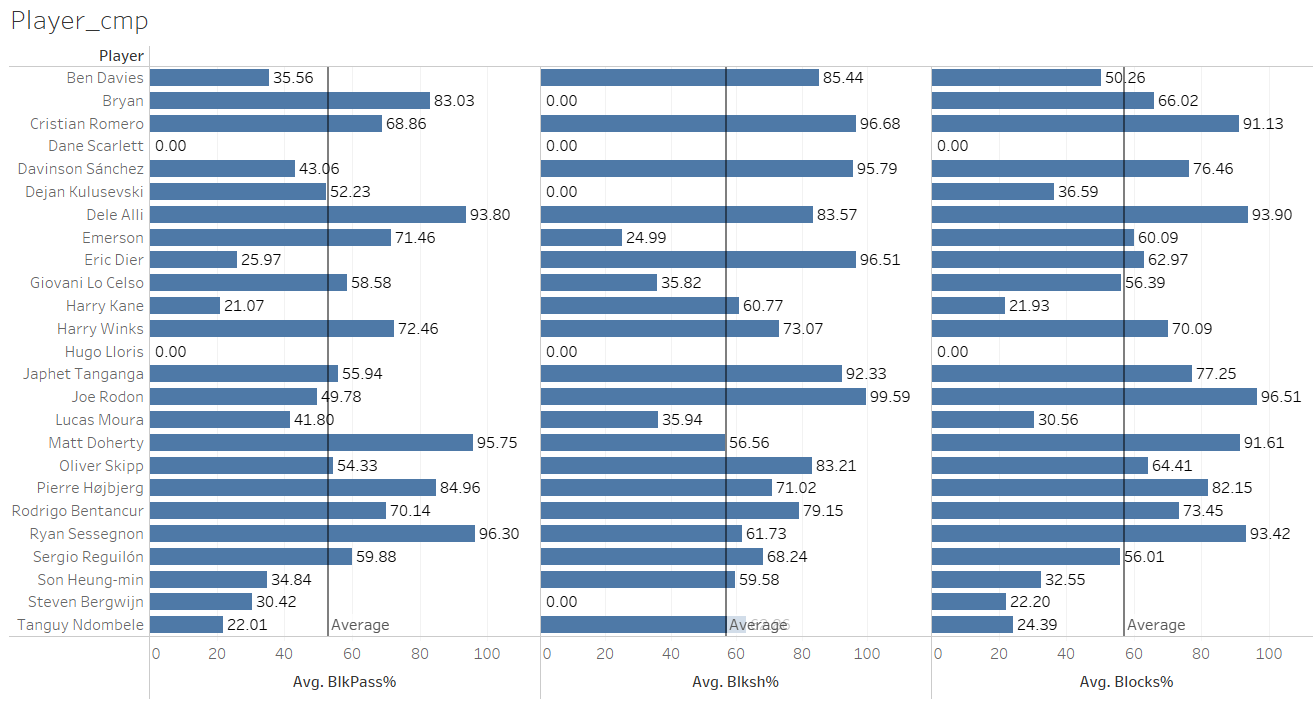 Player_cmp
Player
Ben Davies 35.56 85.44 50.26
Bryan 83.03 0.00 66.02
Cristian Romero 68.86 96.68 91.13
Dane Scarlett 0.00 0.00 0.00
Davinson Sánchez 43.06 95.79 76.46
Dejan Kulusevski 52.23 0.00 36.59
Dele Alli 93.80 83.57 93.90
Emerson 71.46 24.99 60.09
Eric Dier 25.97 96.51 62.97
Giovani Lo Celso 58.58 35.82 56.39
Harry Kane 21.07 60.77 21.93
Harry Winks 72.46 73.07 70.09
Hugo Lloris 0.00 0.00 0.00
Japhet Tanganga 55.94 92.33 77.25
Joe Rodon 49.78 99.59 96.51
Lucas Moura 41.80 35.94 30.56
Matt Doherty 95.75 56.56 91.61
Oliver Skipp 54.33 83.21 64.41
Pierre Højbjerg 84.96 71.02 82.15
Rodrigo Bentancur 70.14 79.15 73.45
Ryan Sessegnon 96.30 61.73 93.42
Sergio Reguilón 59.88 68.24 56.01
Son Heung-min 34.84 59.58 32.55
Steven Bergwijn 30.42 0.00 22.20
Tanguy Ndombele 22.01 Average Average 24.39 Average
0 20 40 60 80 100 0 20 40 60 80 100 0 20 40 60 80 100
Avg. BlkPass% Avg. Blksh% Avg. Blocks%